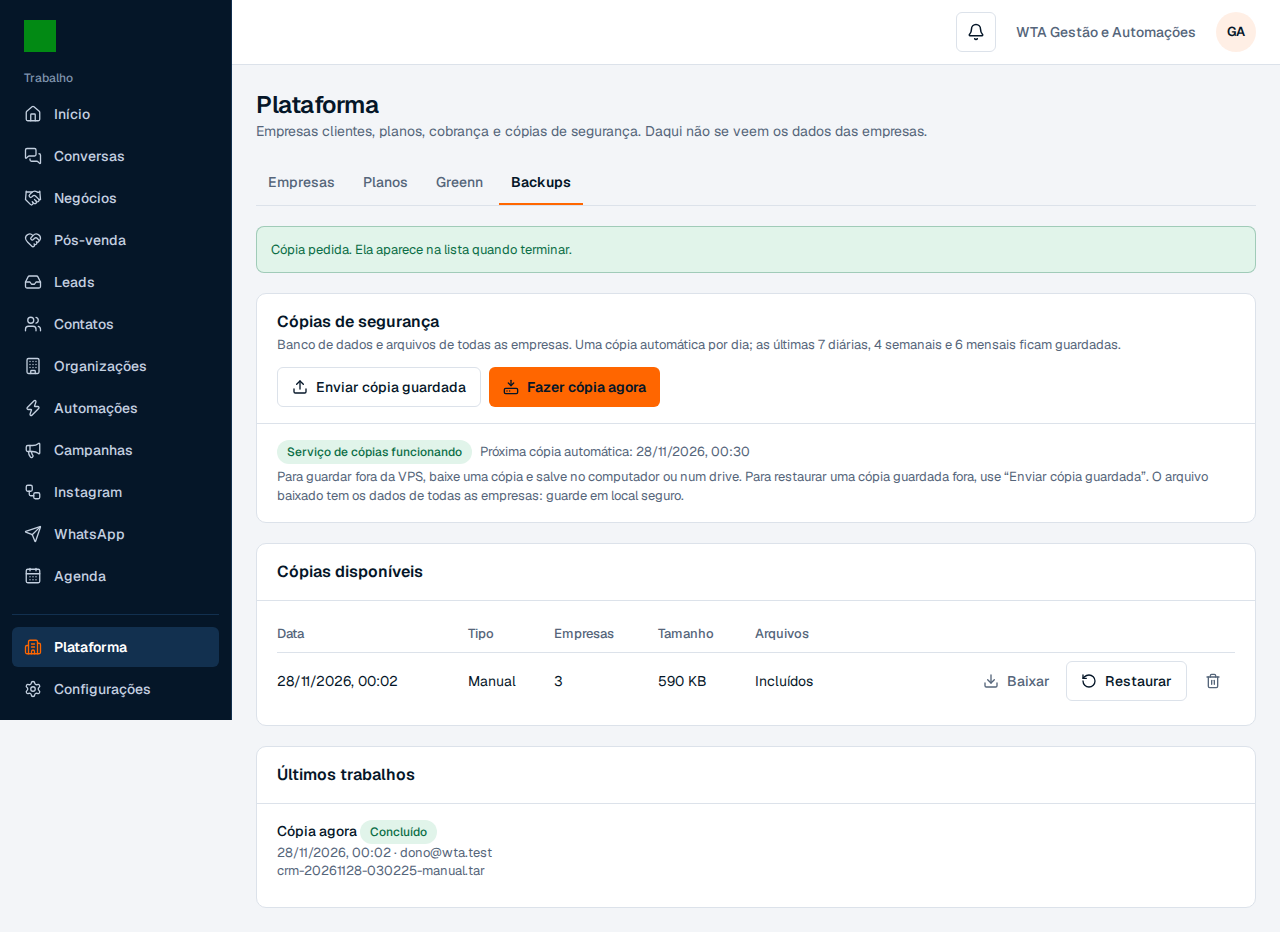 WTA Gestão e Automações
GA
Trabalho
Início
Conversas
Negócios
Pós-venda
Leads
Contatos
Organizações
Automações
Campanhas
Instagram
WhatsApp
Agenda
Plataforma
Configurações
Plataforma
Empresas clientes, planos, cobrança e cópias de segurança. Daqui não se veem os dados das empresas.
Empresas Planos Greenn Backups
Cópia pedida. Ela aparece na lista quando terminar.
Cópias de segurança
Banco de dados e arquivos de todas as empresas. Uma cópia automática por dia; as últimas 7 diárias, 4 semanais e 6 mensais ficam guardadas.
Enviar cópia guardada Fazer cópia agora
Serviço de cópias funcionando Próxima cópia automática: 28/11/2026, 00:30
Para guardar fora da VPS, baixe uma cópia e salve no computador ou num drive. Para restaurar uma cópia guardada fora, use “Enviar cópia guardada”. O arquivo
baixado tem os dados de todas as empresas: guarde em local seguro.
Cópias disponíveis
Data Tipo Empresas Tamanho Arquivos
28/11/2026, 00:02 Manual 3 590 KB Incluídos Baixar Restaurar
Últimos trabalhos
Cópia agora Concluído
28/11/2026, 00:02 · dono@wta.test
crm-20261128-030225-manual.tar